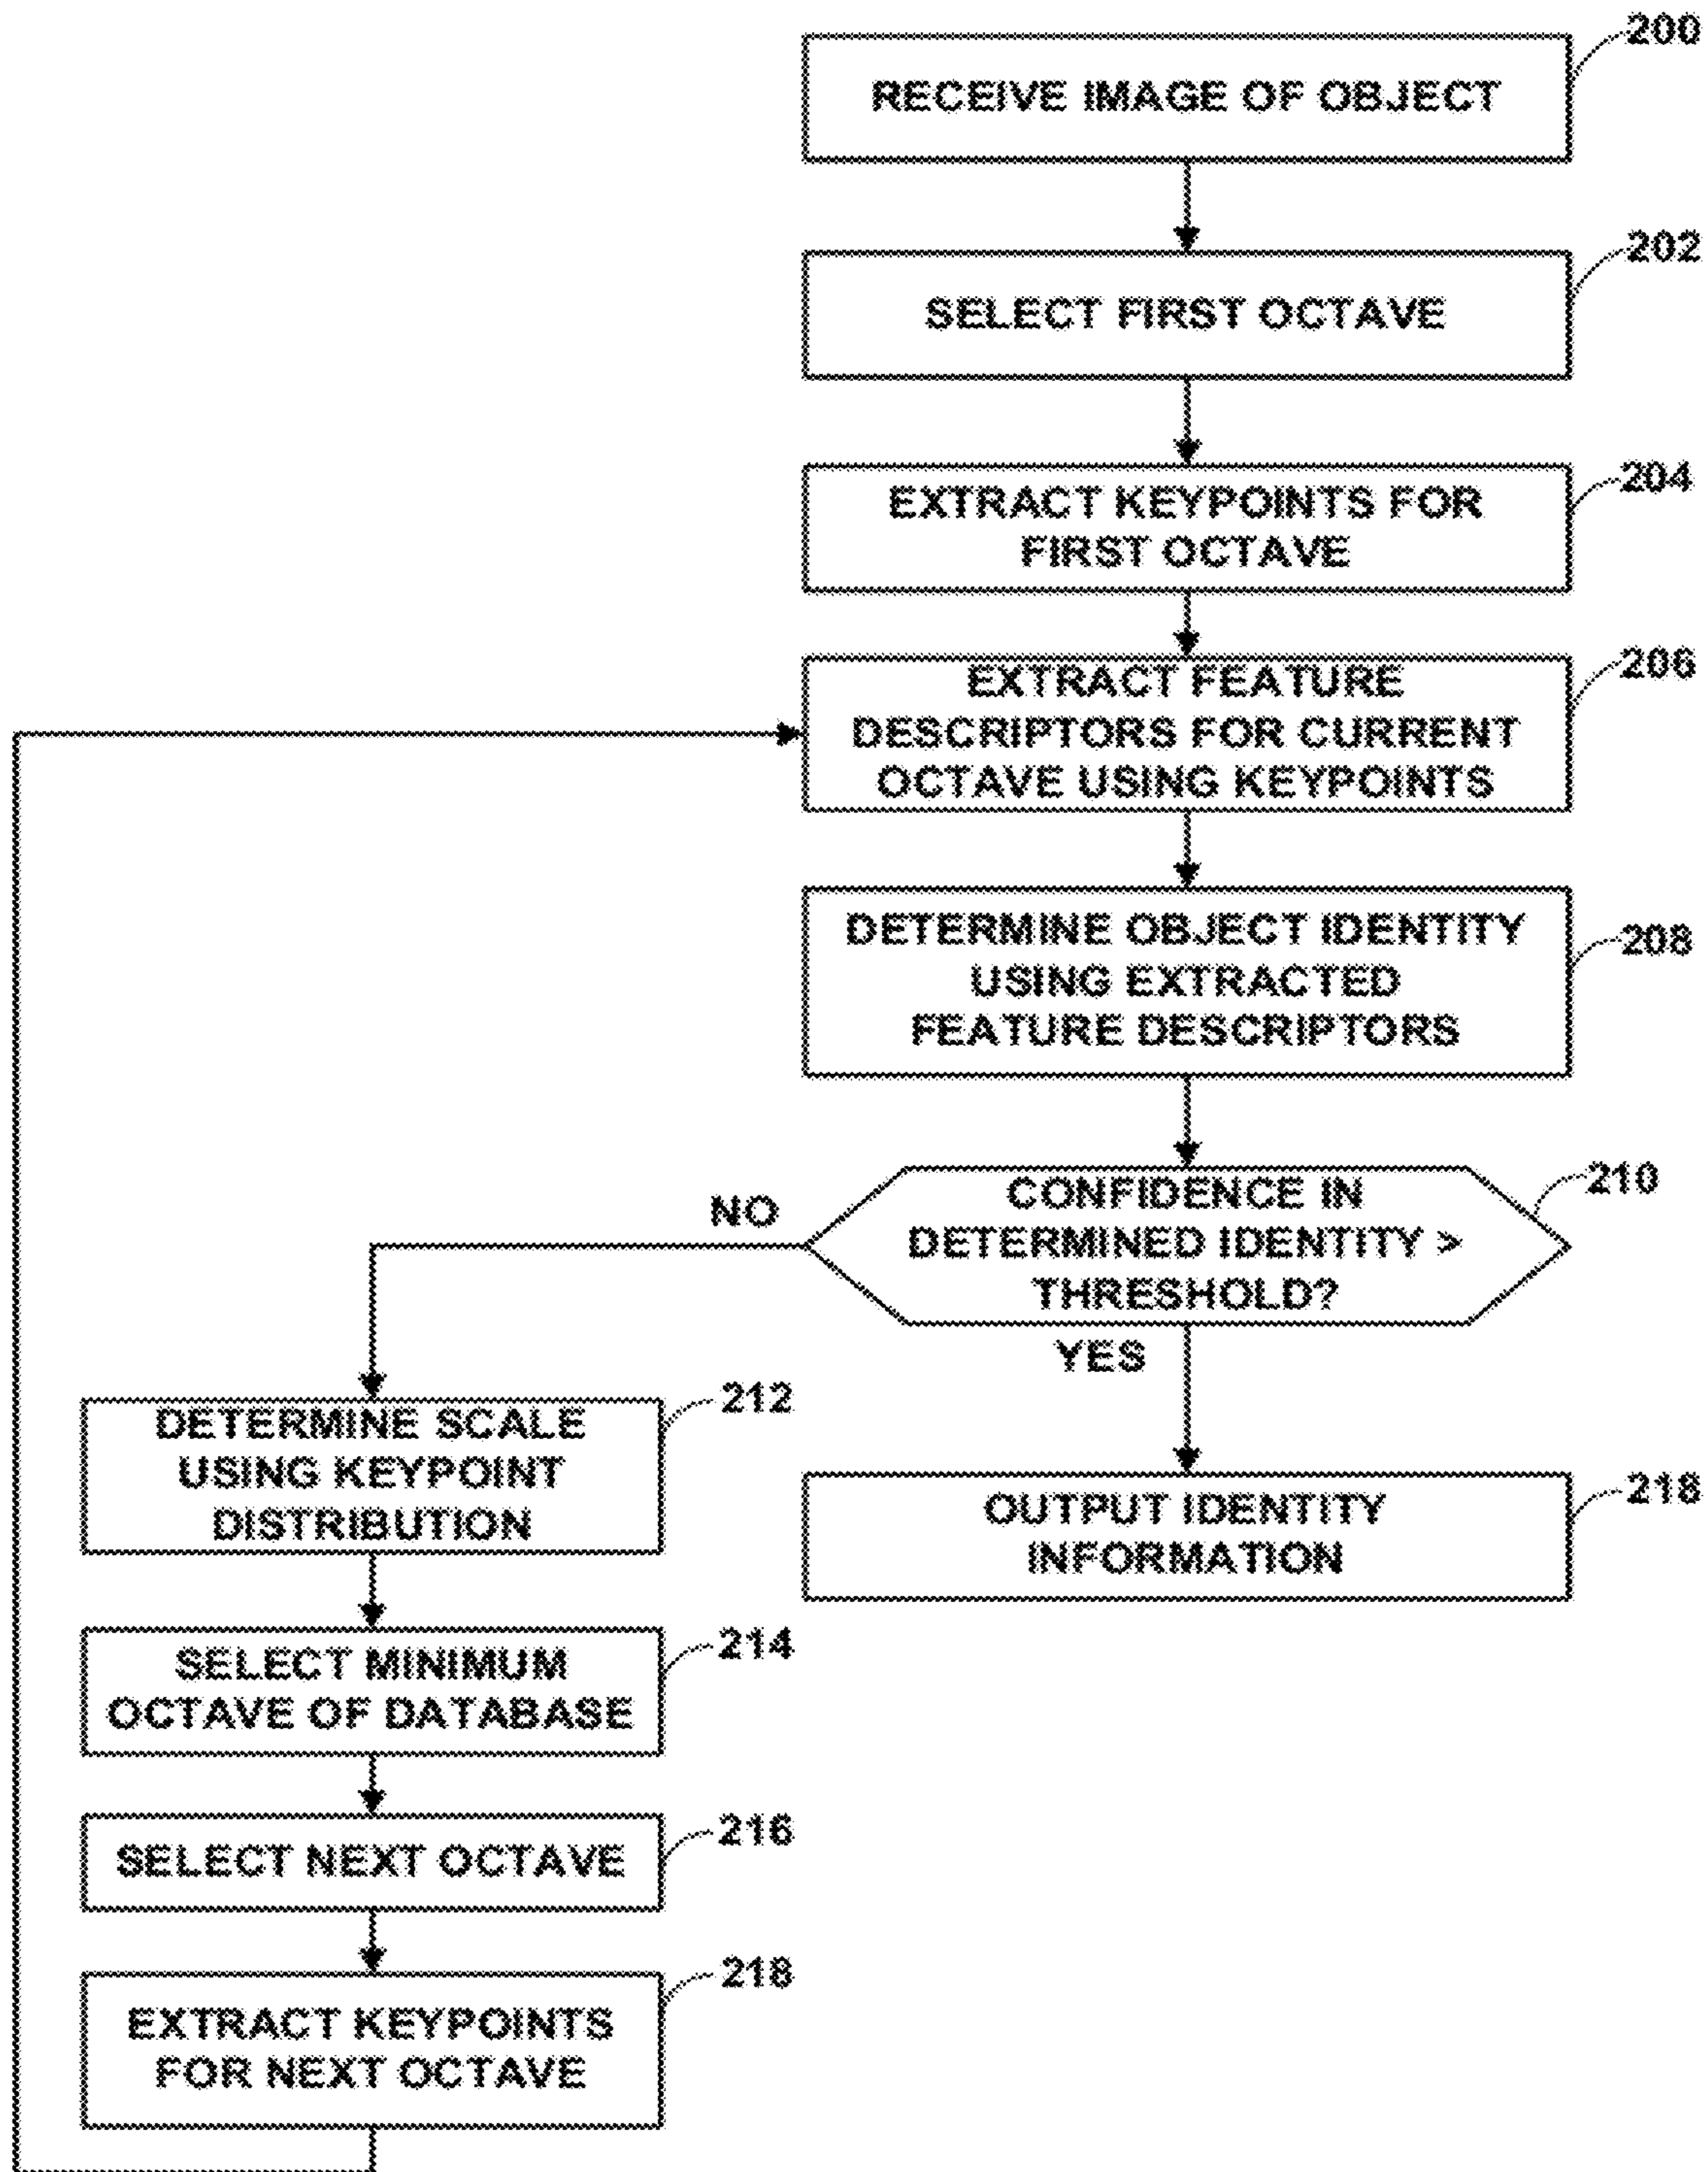 200
RECEIVE IMAGE OF OBJECT
202
SELECT FIRST OCTAVE
204
EXTRACT KEYPOINTS FOR
FIRST OCTAVE
206
EXTRACT FEATURE
DESCRIPTORS FOR CURRENT
OCTAVE USING KEYPOINTS
208
DETERMINE OBJECT IDENTITY
USING EXTRACTED
FEATURE DESCRIPTORS
210
CONFIDENCE IN
DETERMINED IDENTITY >
THRESHOLD?
NO
YES
212
DETERMINE SCALE
USING KEYPOINT
DISTRIBUTION
218
OUTPUT IDENTITY
INFORMATION
214
SELECT MINIMUM
OCTAVE OF DATABASE
216
SELECT NEXT OCTAVE
218
EXTRACT KEYPOINTS
FOR NEXT OCTAVE